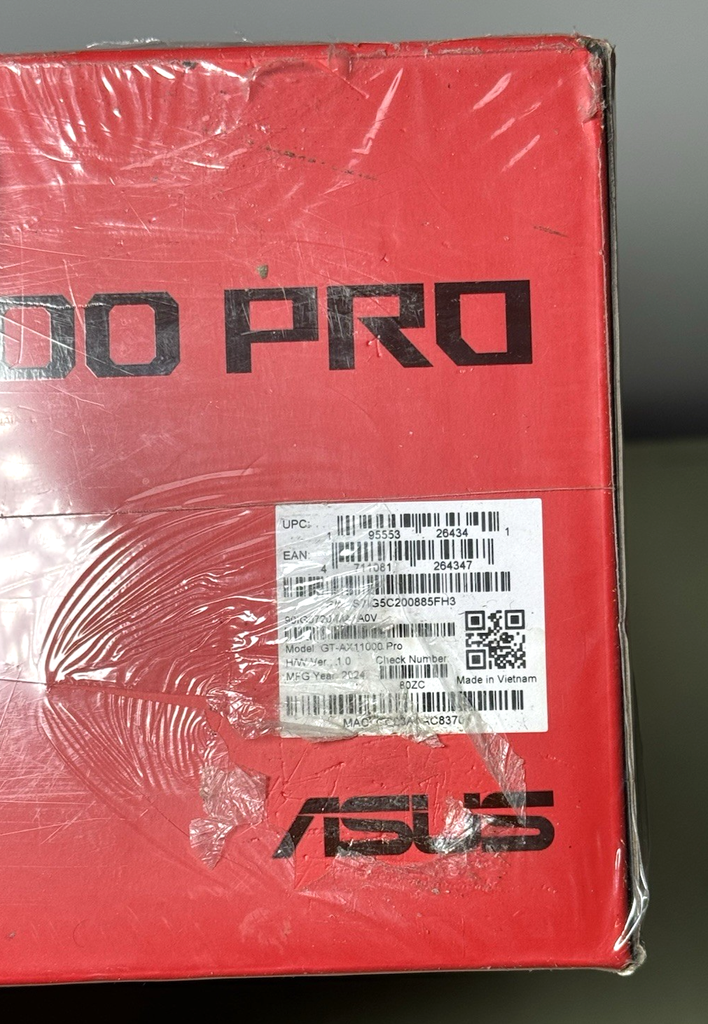 00 PRO
UPC:
1 95553 26434 1
EAN:
4 711081 264347
Model GT-AX11000 Pro
H/W Ver. :1.0 Check Number
MFG Year: 2024
80ZC Made in Vietnam
ASUS